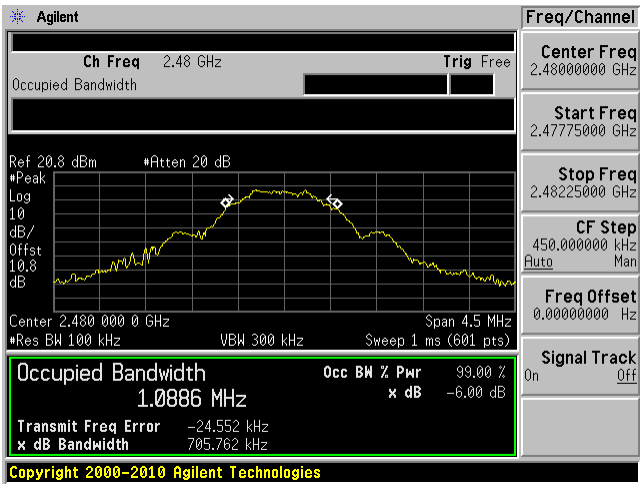 Agilent
Freq/Channel
Ch Freq 2.48 GHz Trig Free
Occupied Bandwidth
Center Freq
2.48000000 GHz
Start Freq
2.47775000 GHz
Stop Freq
2.48225000 GHz
CF Step
450.000000 kHz
Auto Man
Freq Offset
0.00000000 Hz
Signal Track
On Off
Ref 20.8 dBm #Atten 20 dB
#Peak
Log
10
dB/
Offst
10.8
dB
Center 2.480 000 0 GHz Span 4.5 MHz
#Res BW 100 kHz VBW 300 kHz Sweep 1 ms (601 pts)
Occupied Bandwidth Occ BW % Pwr 99.00 %
1.0886 MHz x dB -6.00 dB
Transmit Freq Error -24.552 kHz
x dB Bandwidth 705.762 kHz
Copyright 2000-2010 Agilent Technologies